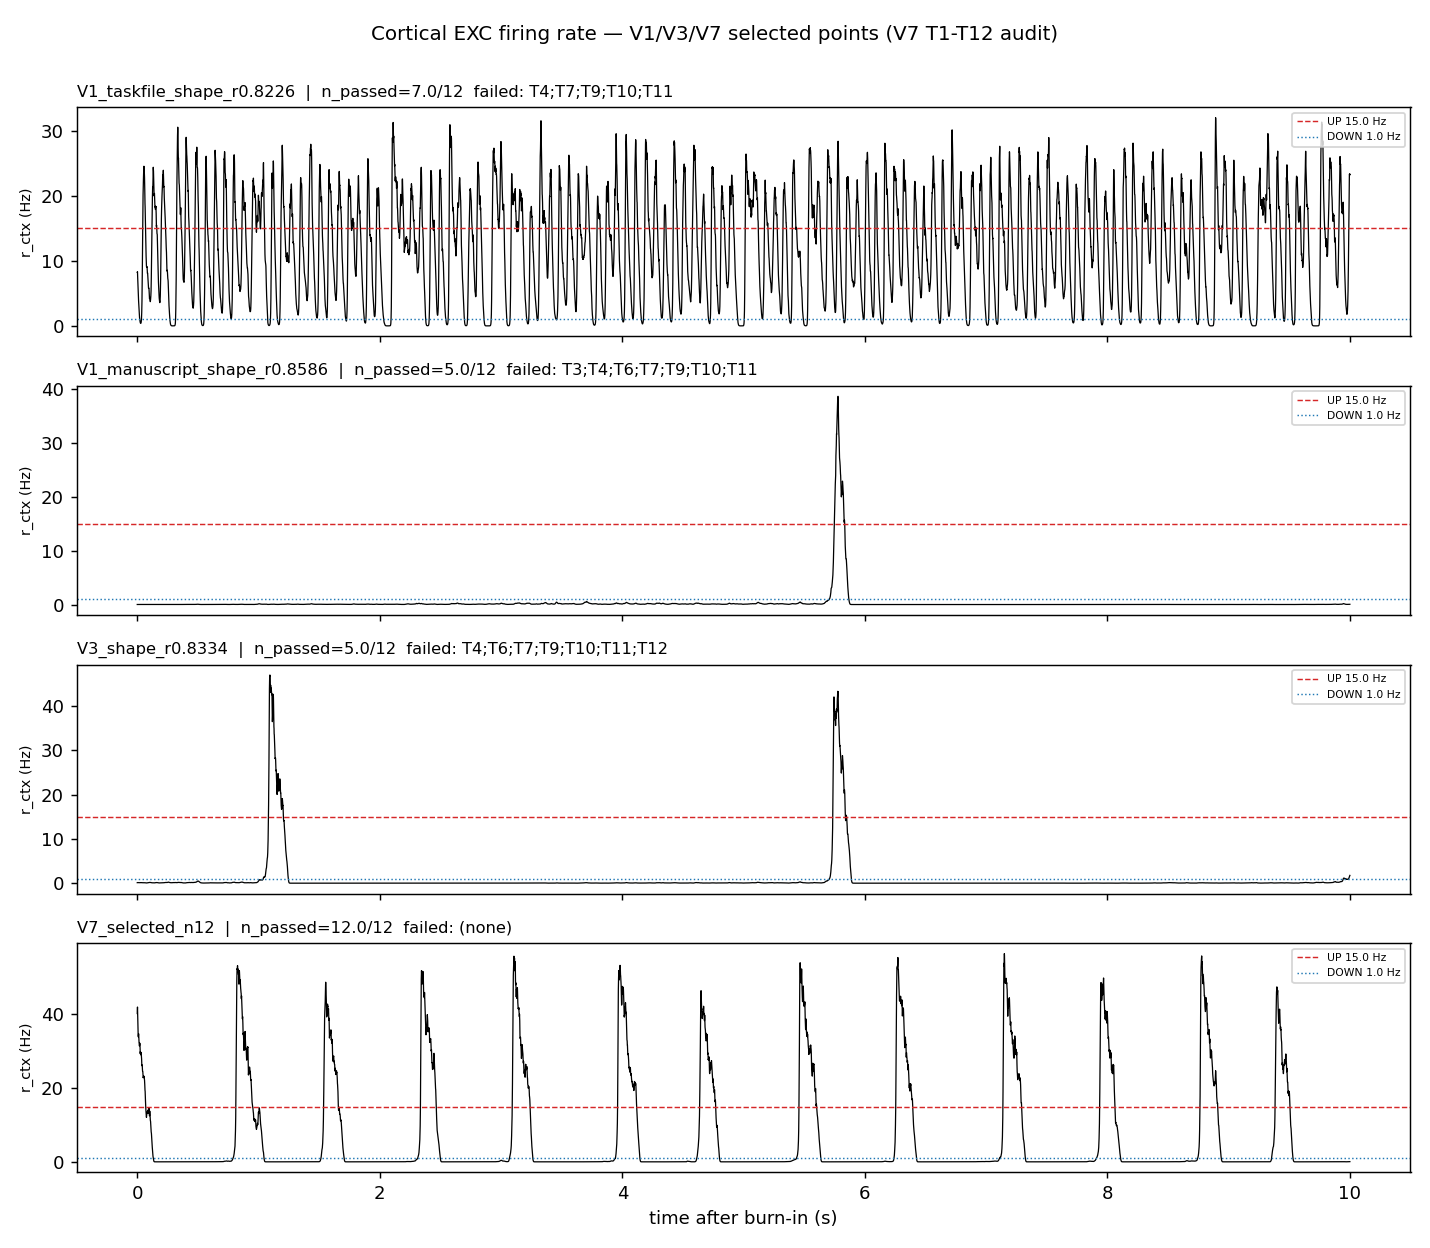 Cortical EXC firing rate — V1/V3/V7 selected points (V7 T1-T12 audit)
V1_taskfile_shape_r0.8226 | n_passed=7.0/12 failed: T4;T7;T9;T10;T11
r_ctx (Hz)
30
20
10
0
UP 15.0 Hz
DOWN 1.0 Hz
V1_manuscript_shape_r0.8586 | n_passed=5.0/12 failed: T3;T4;T6;T7;T9;T10;T11
r_ctx (Hz)
40
30
20
10
0
UP 15.0 Hz
DOWN 1.0 Hz
V3_shape_r0.8334 | n_passed=5.0/12 failed: T4;T6;T7;T9;T10;T11;T12
r_ctx (Hz)
40
30
20
10
0
UP 15.0 Hz
DOWN 1.0 Hz
V7_selected_n12 | n_passed=12.0/12 failed: (none)
r_ctx (Hz)
40
20
0
UP 15.0 Hz
DOWN 1.0 Hz
0 2 4 6 8 10
time after burn-in (s)